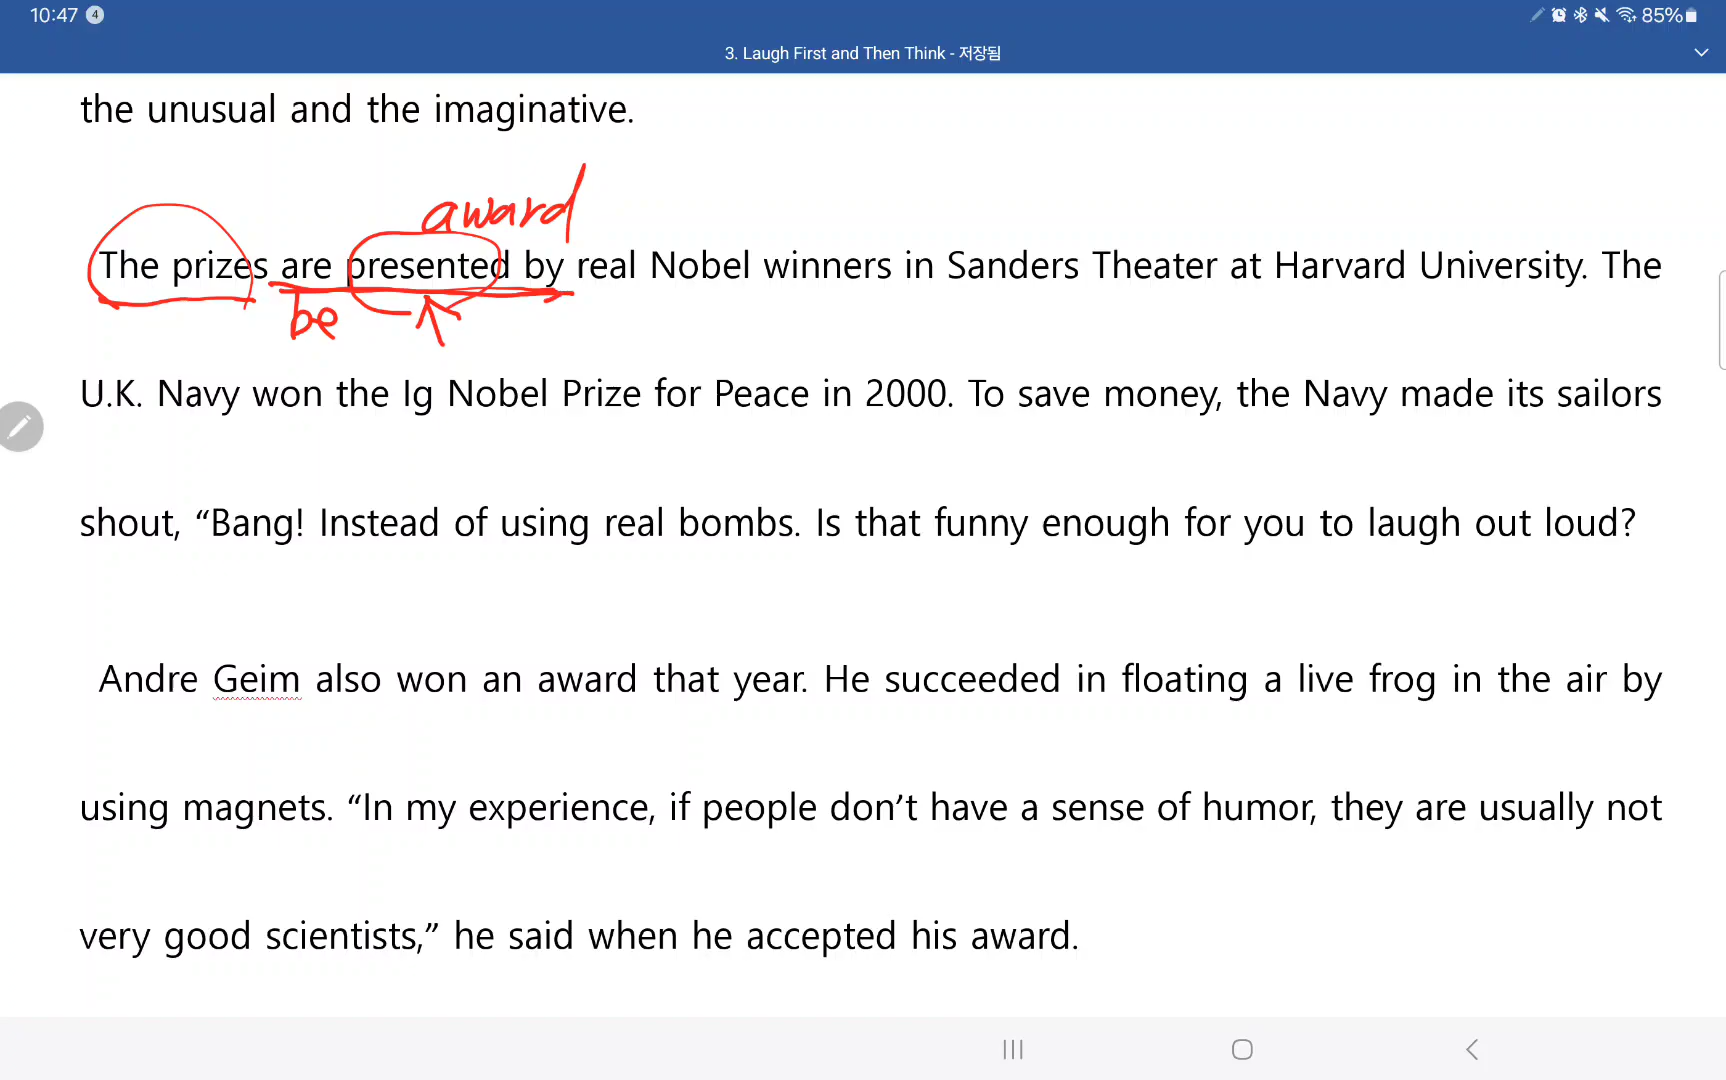 10:47 4 85%
3. Laugh First and Then Think - 저장됨
the unusual and the imaginative.
award
The prizes are presented by real Nobel winners in Sanders Theater at Harvard University. The
be
U.K. Navy won the Ig Nobel Prize for Peace in 2000. To save money, the Navy made its sailors
shout, “Bang! Instead of using real bombs. Is that funny enough for you to laugh out loud?
Andre Geim also won an award that year. He succeeded in floating a live frog in the air by
using magnets. “In my experience, if people don’t have a sense of humor, they are usually not
very good scientists,” he said when he accepted his award.